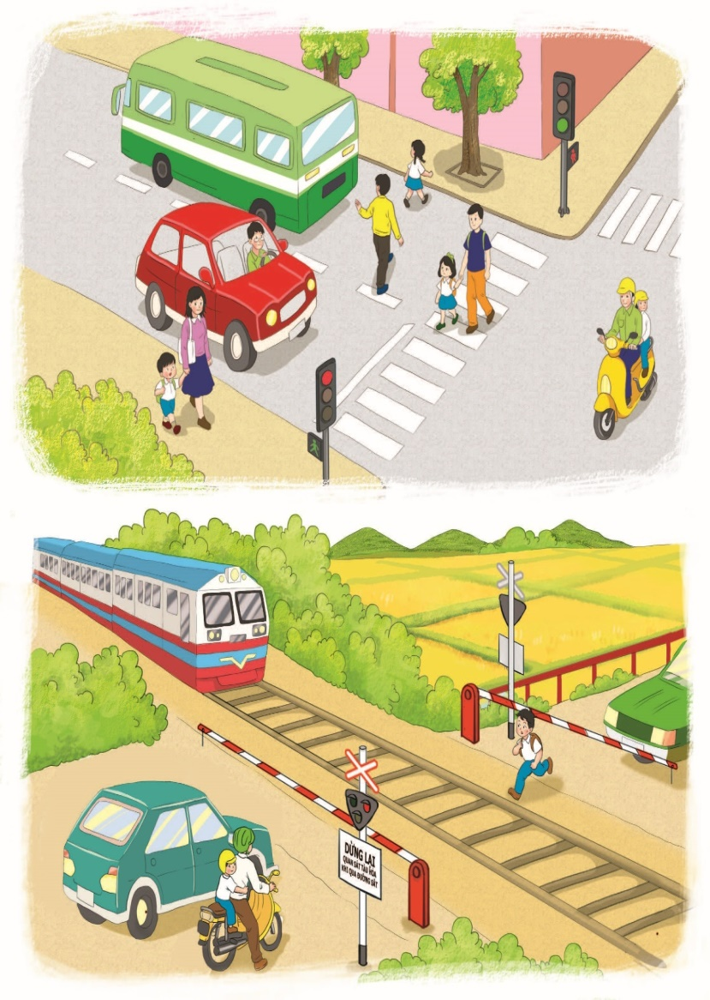 DỪNG LẠI
QUAN SÁT TÀU HỎA
KHI QUA ĐƯỜNG SẮT